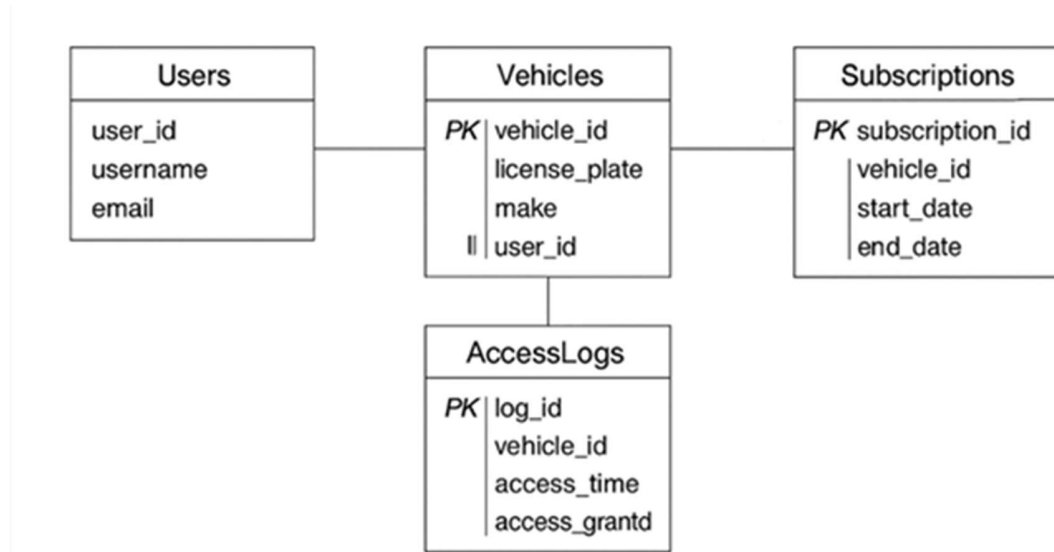 Users
user_id
username
email
Vehicles
PK vehicle_id
license_plate
make
|| user_id
Subscriptions
PK subscription_id
vehicle_id
start_date
end_date
AccessLogs
PK log_id
vehicle_id
access_time
access_grantd